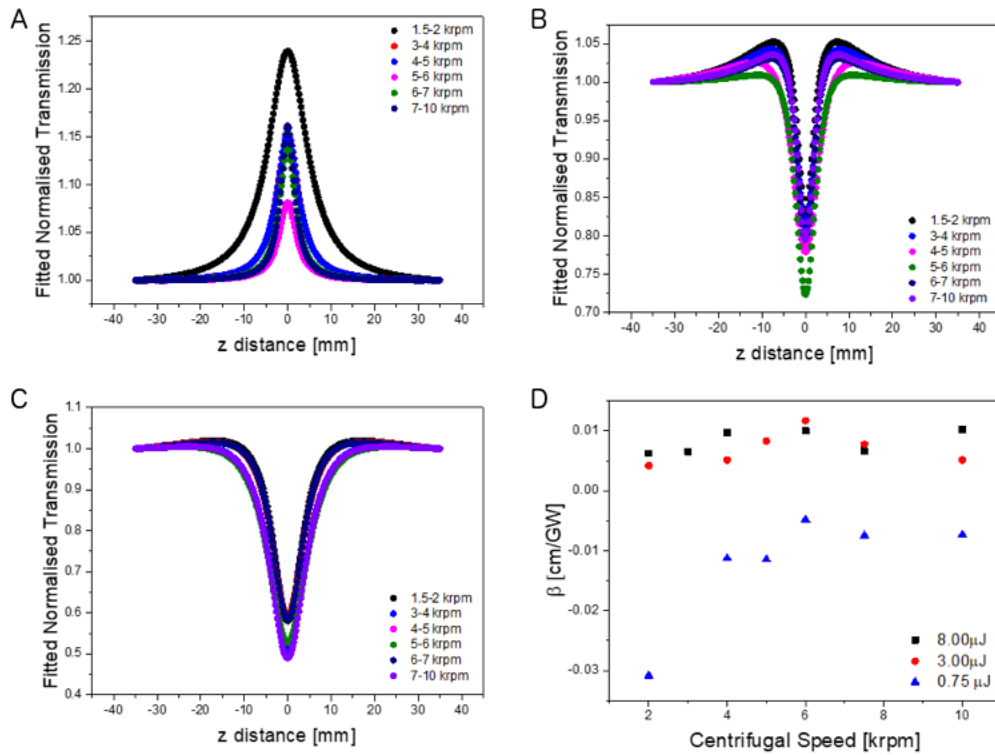 A
1.25
1.20
1.15
1.10
1.05
1.00
Fitted Normalised Transmission
1.5-2 krpm
3-4 krpm
4-5 krpm
5-6 krpm
6-7 krpm
7-10 krpm
-40 -30 -20 -10 0 10 20 30 40
z distance [mm]
B
1.05
1.00
0.95
0.90
0.85
0.80
0.75
0.70
Fitted Normalised Transmission
1.5-2 krpm
3-4 krpm
4-5 krpm
5-6 krpm
6-7 krpm
7-10 krpm
-40 -30 -20 -10 0 10 20 30 40
z distance [mm]
C
1.1
1.0
0.9
0.8
0.7
0.6
0.5
0.4
Fitted Normalised Transmission
1.5-2 krpm
3-4 krpm
4-5 krpm
5-6 krpm
6-7 krpm
7-10 krpm
-40 -30 -20 -10 0 10 20 30 40
z distance [mm]
D
0.01
0.00
-0.01
-0.02
-0.03
β [cm/GW]
8.00µJ
3.00µJ
0.75 µJ
2 4 6 8 10
Centrifugal Speed [krpm]